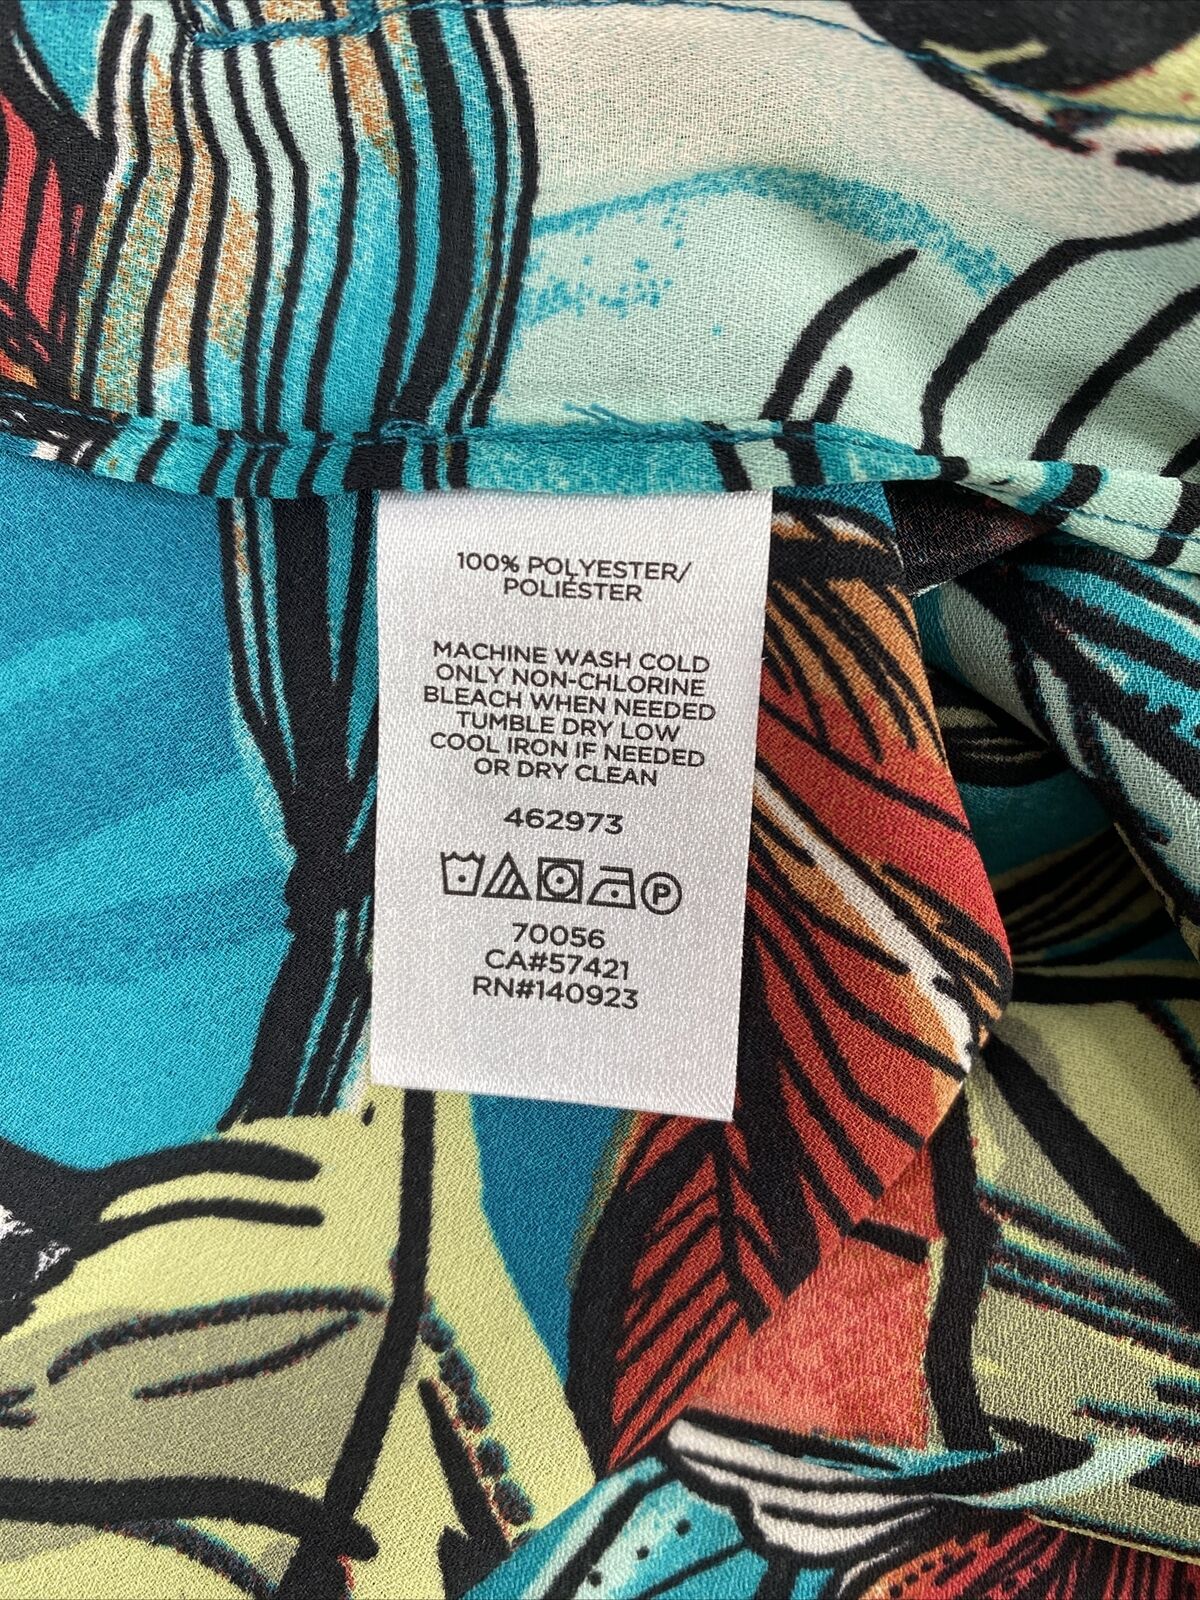 100% POLYESTER/
POLIÉSTER
MACHINE WASH COLD
ONLY NON-CHLORINE
BLEACH WHEN NEEDED
TUMBLE DRY LOW
COOL IRON IF NEEDED
OR DRY CLEAN
462973
P
70056
CA#57421
RN#140923